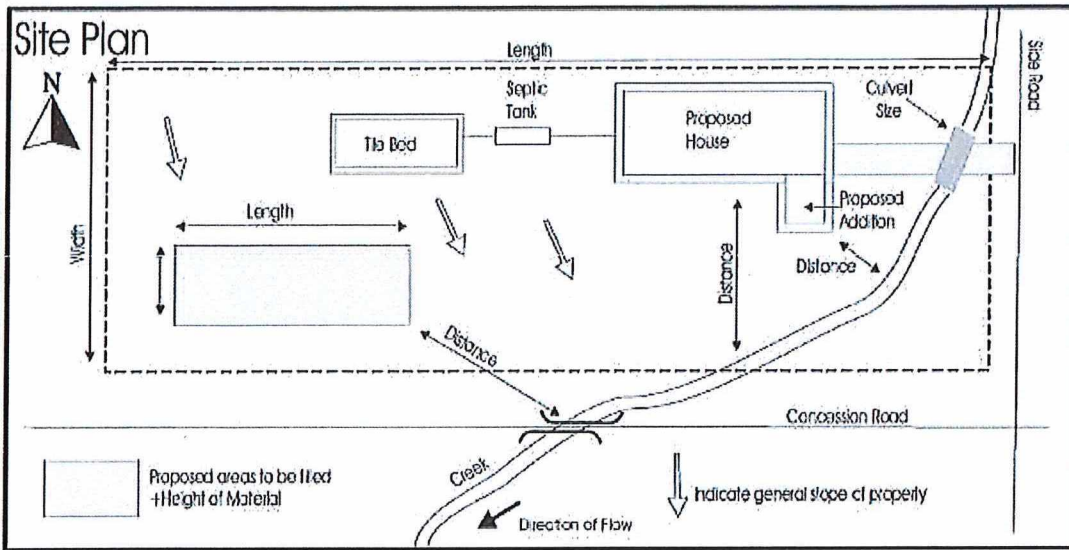 Site Plan
N
Length
Side Road
Septic
Tank
Culvert
Size
Proposed
House
Tile Bed
Proposed
Addition
Length
Width
Distance
Distance
Distance
Concession Road
Proposed areas to be filled
+Height of Material
Creek
Indicate general slope of property
Direction of Flow